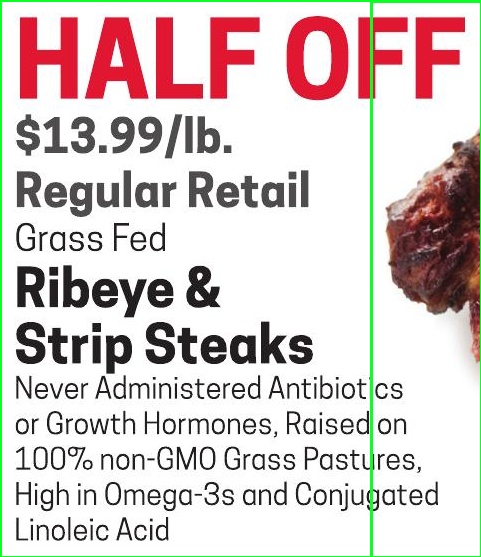 HALF OFF
$13.99/lb.
Regular Retail
Grass Fed
Ribeye &
Strip Steaks
Never Administered Antibiotics
or Growth Hormones, Raised on
100% non-GMO Grass Pastures,
High in Omega-3s and Conjugated
Linoleic Acid